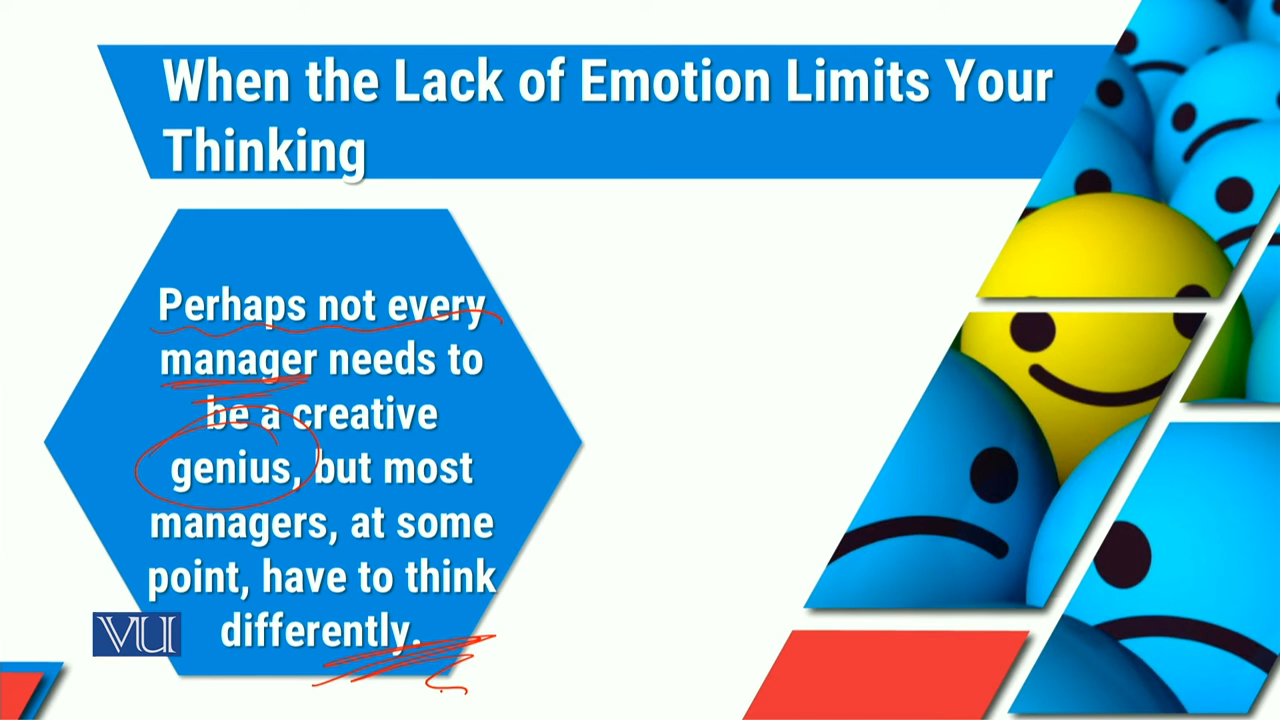 When the Lack of Emotion Limits Your
Thinking
Perhaps not every
manager needs to
be a creative
genius, but most
managers, at some
point, have to think
differently.
VU